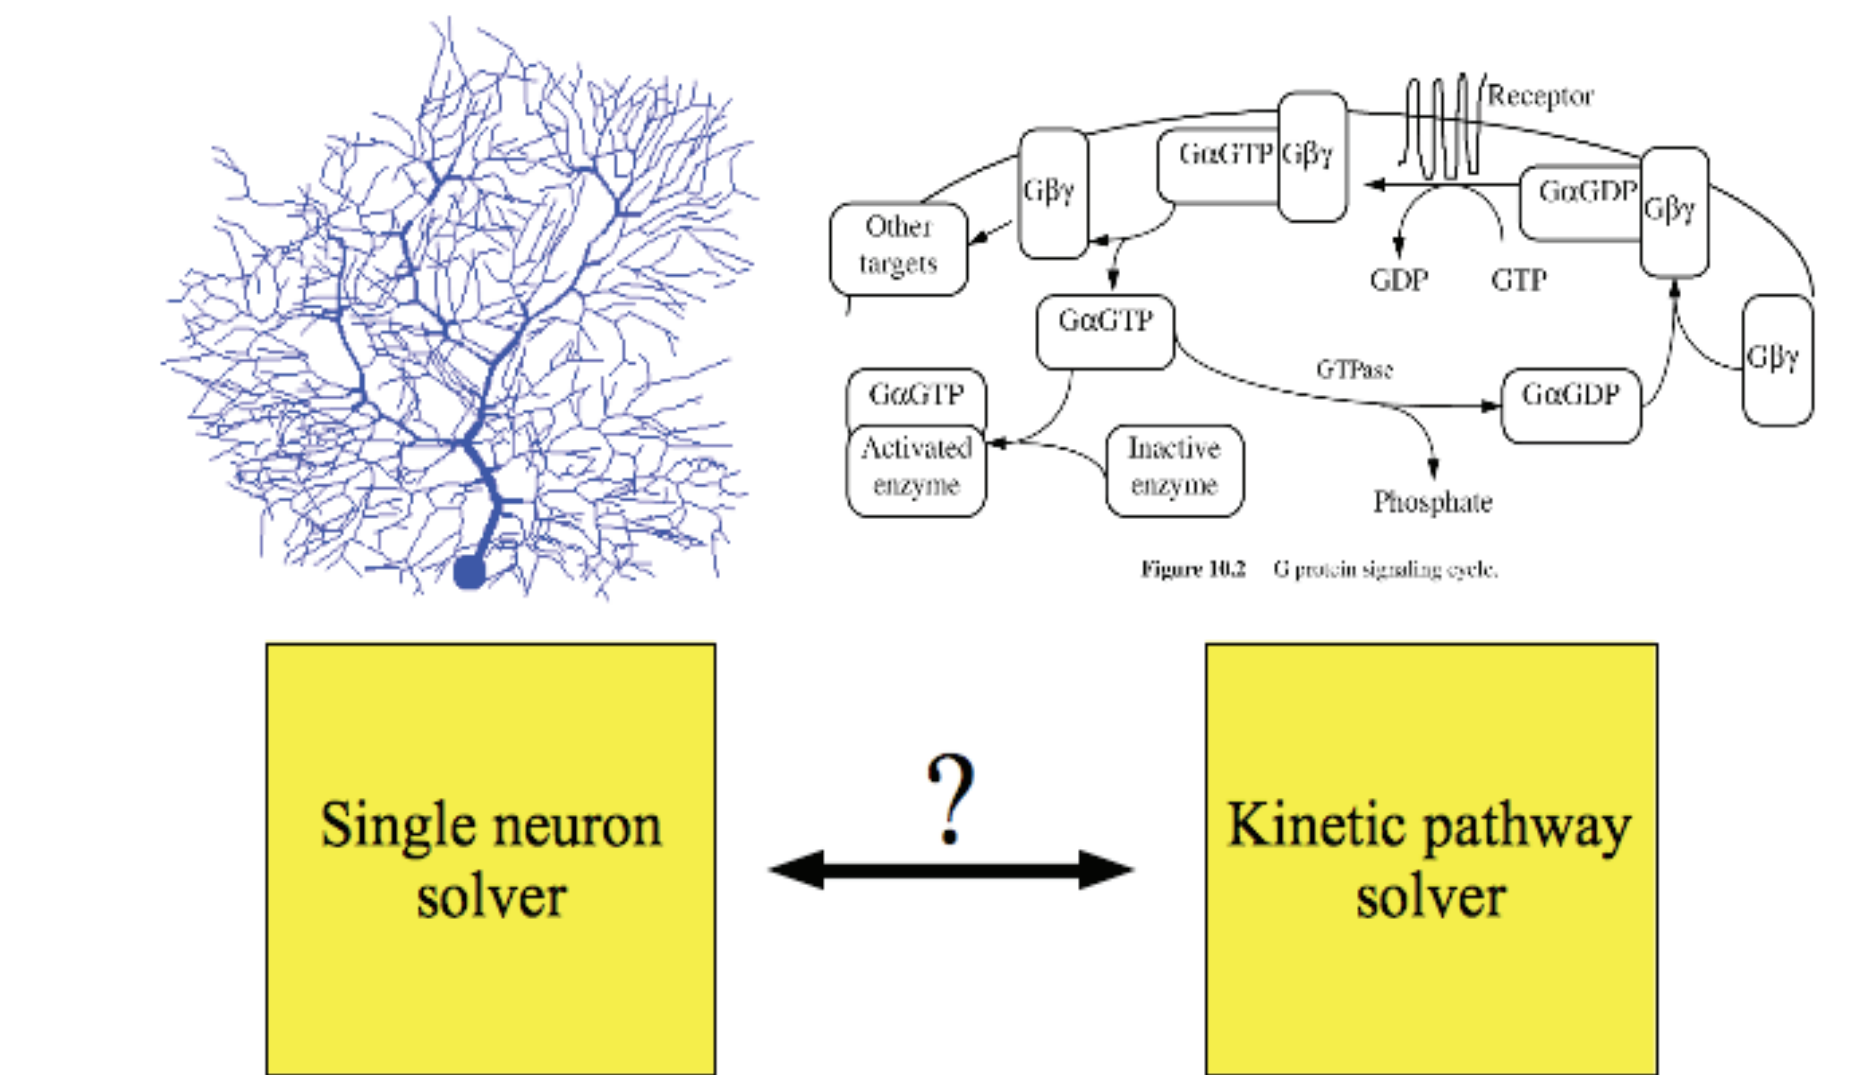 Receptor
GαGTP
Gβγ
Gβγ
GαGDP
Gβγ
Other
targets
GDP
GTP
GαGTP
Gβγ
GTPase
GαGTP
GαGDP
Activated
enzyme
Inactive
enzyme
Phosphate
Figure 10.2 G protein signaling cycle.
?
Single neuron
solver
Kinetic pathway
solver